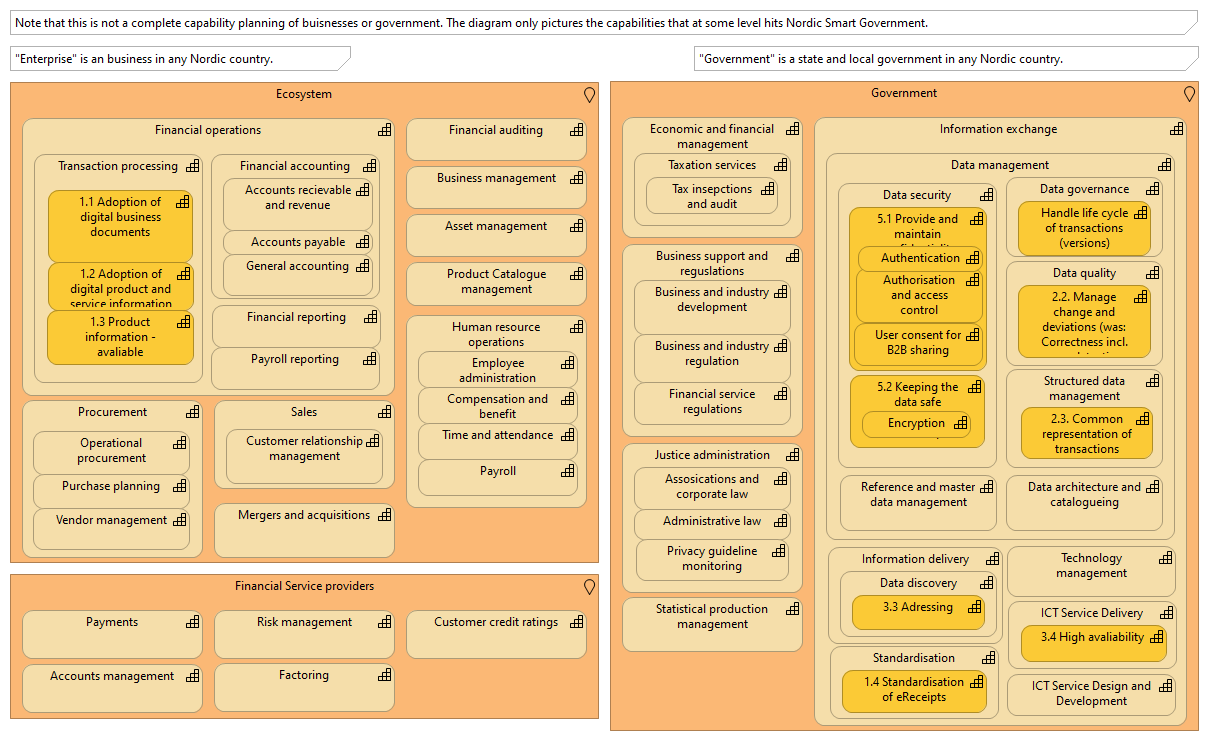 Note that this is not a complete capability planning of buisnesses or government. The diagram only pictures the capabilities that at some level hits Nordic Smart Government.
"Enterprise" is an business in any Nordic country.
"Government" is a state and local government in any Nordic country.
Ecosystem
Financial operations
Transaction processing
1.1 Adoption of
digital business
documents
1.2 Adoption of
digital product and
service information
1.3 Product
information -
avaliable
Financial accounting
Accounts recievable
and revenue
Accounts payable
General accounting
Financial reporting
Payroll reporting
Procurement
Operational
procurement
Purchase planning
Vendor management
Sales
Customer relationship
management
Mergers and acquisitions
Financial auditing
Business management
Asset management
Product Catalogue
management
Human resource
operations
Employee
administration
Compensation and
benefit
Time and attendance
Payroll
Financial Service providers
Payments
Risk management
Customer credit ratings
Accounts management
Factoring
Government
Economic and financial
management
Taxation services
Tax insepctions
and audit
Business support and
regulations
Business and industry
development
Business and industry
regulation
Financial service
regulations
Justice administration
Assosications and
corporate law
Administrative law
Privacy guideline
monitoring
Statistical production
management
Information exchange
Data management
Data security
5.1 Provide and
maintain
Authentication
Authorisation
and access
control
User consent for
B2B sharing
5.2 Keeping the
data safe
Encryption
Data governance
Handle life cycle
of transactions
(versions)
Data quality
2.2. Manage
change and
deviations (was:
Correctness incl.
Structured data
management
2.3. Common
representation of
transactions
Reference and master
data management
Data architecture and
catalogueing
Information delivery
Data discovery
3.3 Adressing
Standardisation
1.4 Standardisation
of eReceipts
Technology
management
ICT Service Delivery
3.4 High avaliability
ICT Service Design and
Development